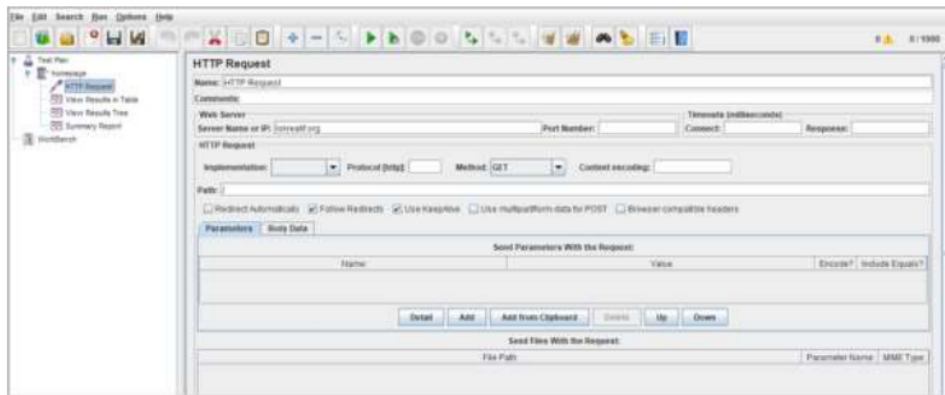 File Edit Search Run Options Help
0 0 / 1000
Test Plan
homepage
HTTP Request
View Results in Table
View Results Tree
Summary Report
WorkBench
HTTP Request
Name: HTTP Request
Comments:
Web Server
Timeouts (milliseconds)
Server Name or IP:
Port Number:
Connect:
Response:
HTTP Request
Implementation:
Protocol [http]:
Method: GET
Content encoding:
Path: /
Redirect Automatically Follow Redirects Use KeepAlive Use multipart/form-data for POST Browser-compatible headers
Parameters Body Data
Send Parameters With the Request:
Name: Value Encode? Include Equals?
Detail Add Add from Clipboard Delete Up Down
Send Files With the Request:
File Path: Parameter Name: MIME Type: